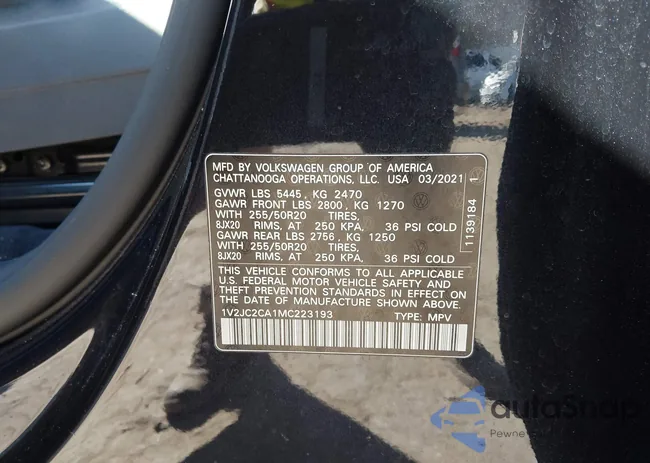 MFD BY VOLKSWAGEN GROUP OF AMERICA
CHATTANOOGA OPERATIONS, LLC. USA 03/2021
GVWR LBS 5445, KG 2470
GAWR FRONT LBS 2800, KG 1270
WITH 255/50R20 TIRES,
8JX20 RIMS, AT 250 KPA, 36 PSI COLD
GAWR REAR LBS 2756, KG 1250
WITH 255/50R20 TIRES,
8JX20 RIMS, AT 250 KPA, 36 PSI COLD
THIS VEHICLE CONFORMS TO ALL APPLICABLE
U.S. FEDERAL MOTOR VEHICLE SAFETY AND
THEFT PREVENTION STANDARDS IN EFFECT ON
THE DATE OF MANUFACTURE SHOWN ABOVE.
1V2JC2CA1MC223193 TYPE: MPV
1139184
autoSnap
Pewne